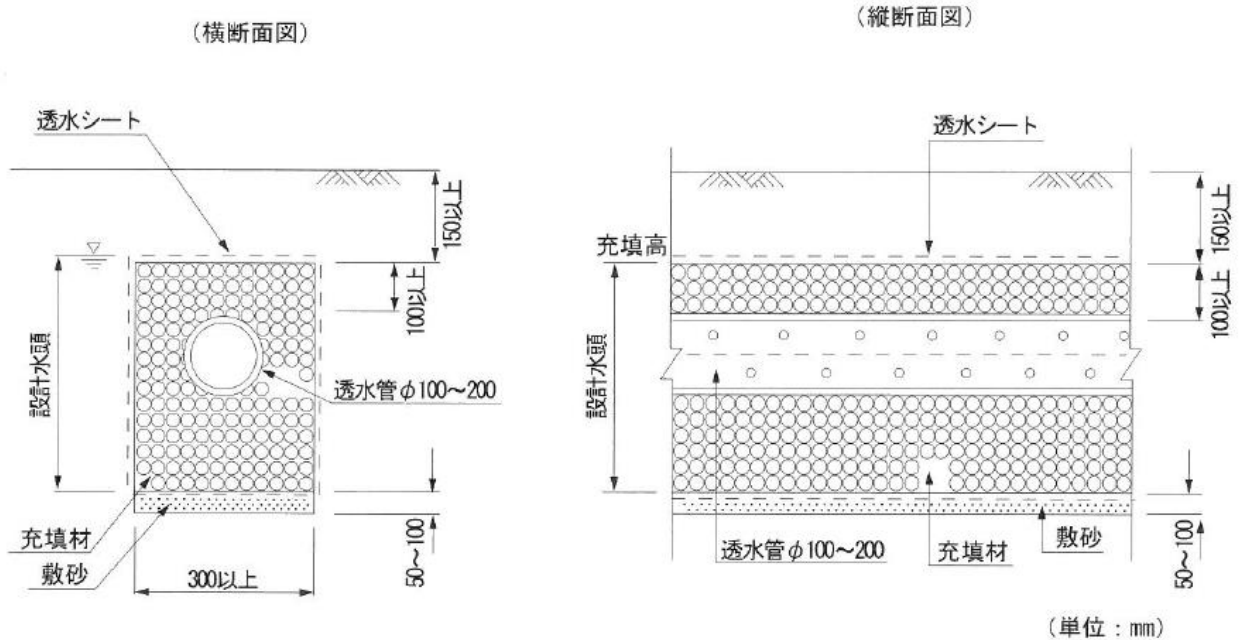 （横断面図）
透水シート
150以上
100以上
設計水頭
透水管φ100～200
充填材
敷砂
300以上
50～100
（縦断面図）
透水シート
充填高
150以上
100以上
設計水頭
透水管φ100～200
充填材
敷砂
50～100
（単位：mm）